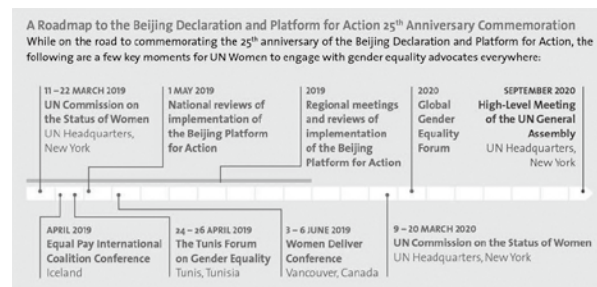 A Roadmap to the Beijing Declaration and Platform for Action 25th Anniversary Commemoration
While on the road to commemorating the 25th anniversary of the Beijing Declaration and Platform for Action, the
following are a few key moments for UN Women to engage with gender equality advocates everywhere:
11 – 22 MARCH 2019
UN Commission on
the Status of Women
UN Headquarters,
New York
1 MAY 2019
National reviews of
implementation of
the Beijing Platform
for Action
2019
Regional meetings
and reviews of
implementation
of the Beijing
Platform for Action
2020
Global
Gender
Equality
Forum
SEPTEMBER 2020
High-Level Meeting
of the UN General
Assembly
UN Headquarters,
New York
APRIL 2019
Equal Pay International
Coalition Conference
Iceland
24 – 26 APRIL 2019
The Tunis Forum
on Gender Equality
Tunis, Tunisia
3 – 6 JUNE 2019
Women Deliver
Conference
Vancouver, Canada
9 – 20 MARCH 2020
UN Commission on the Status of Women
UN Headquarters, New York